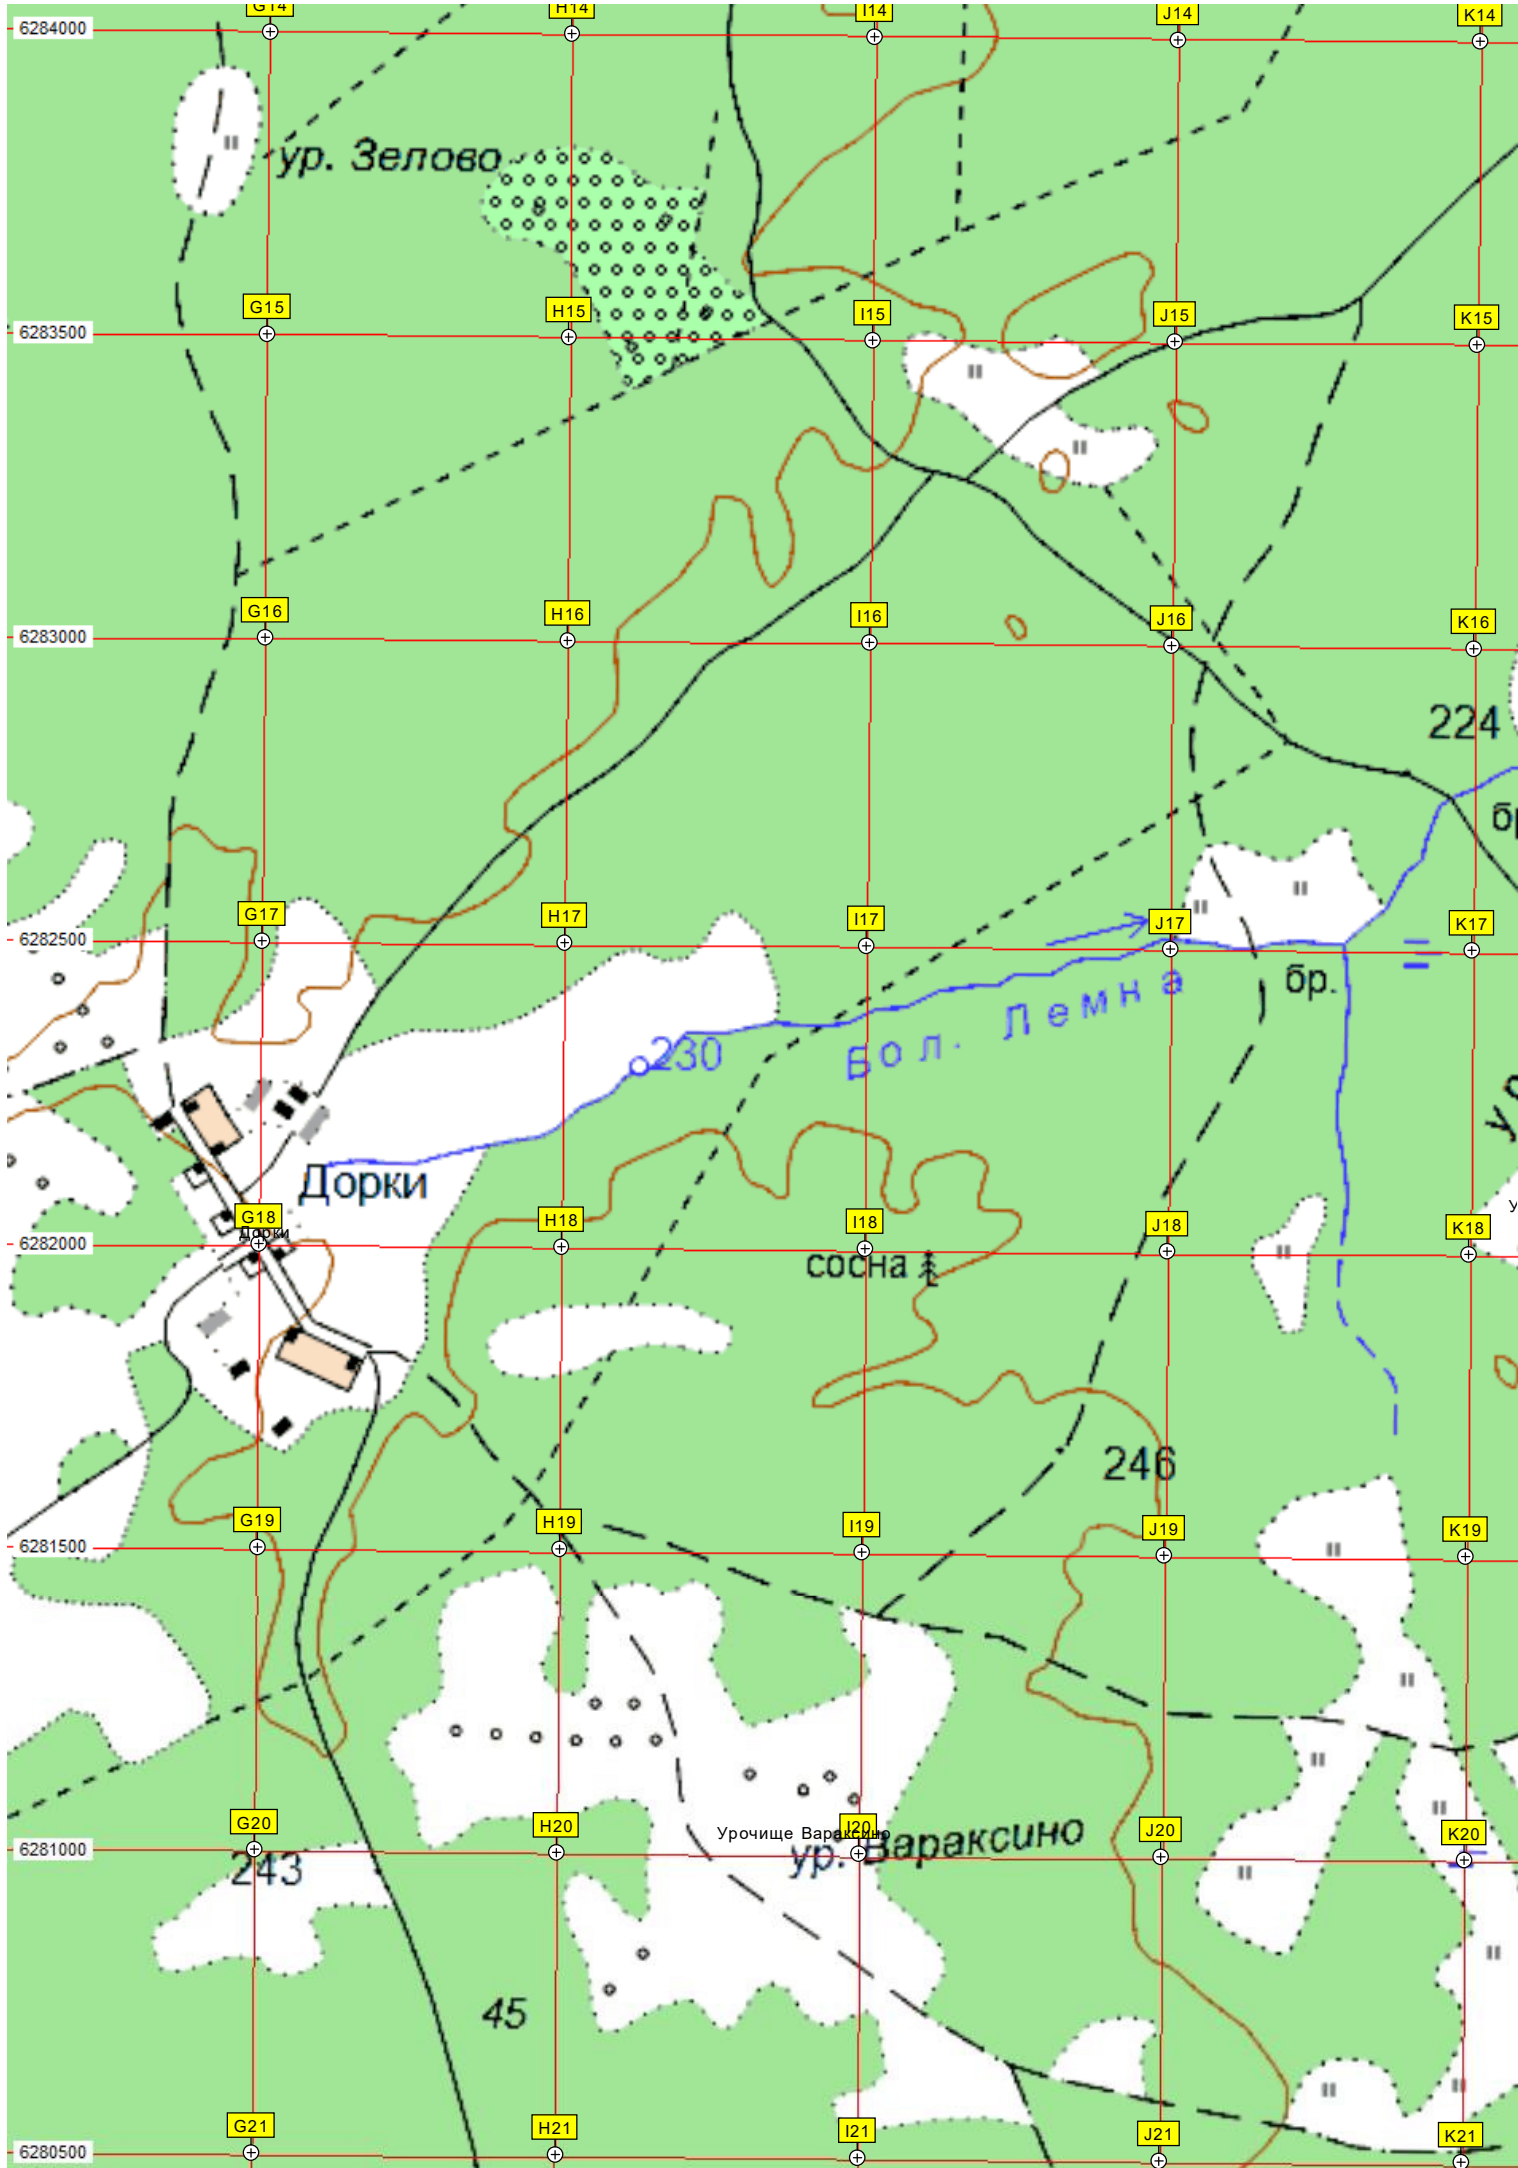 G14 H14 I14 J14 K14
6284000
ур. Зелово
G15 H15 I15 J15 K15
6283500
G16 H16 I16 J16 K16
6283000
224
G17 H17 I17 J17 K17
6282500
бр.
Бол. Лемна
230
Дорки
G18 H18 I18 J18 K18
Дорки
6282000
сосна
246
G19 H19 I19 J19 K19
6281500
G20 H20 I20 J20 K20
Урочище Вараксино
ур. Вараксино
6281000
243
45
G21 H21 I21 J21 K21
6280500